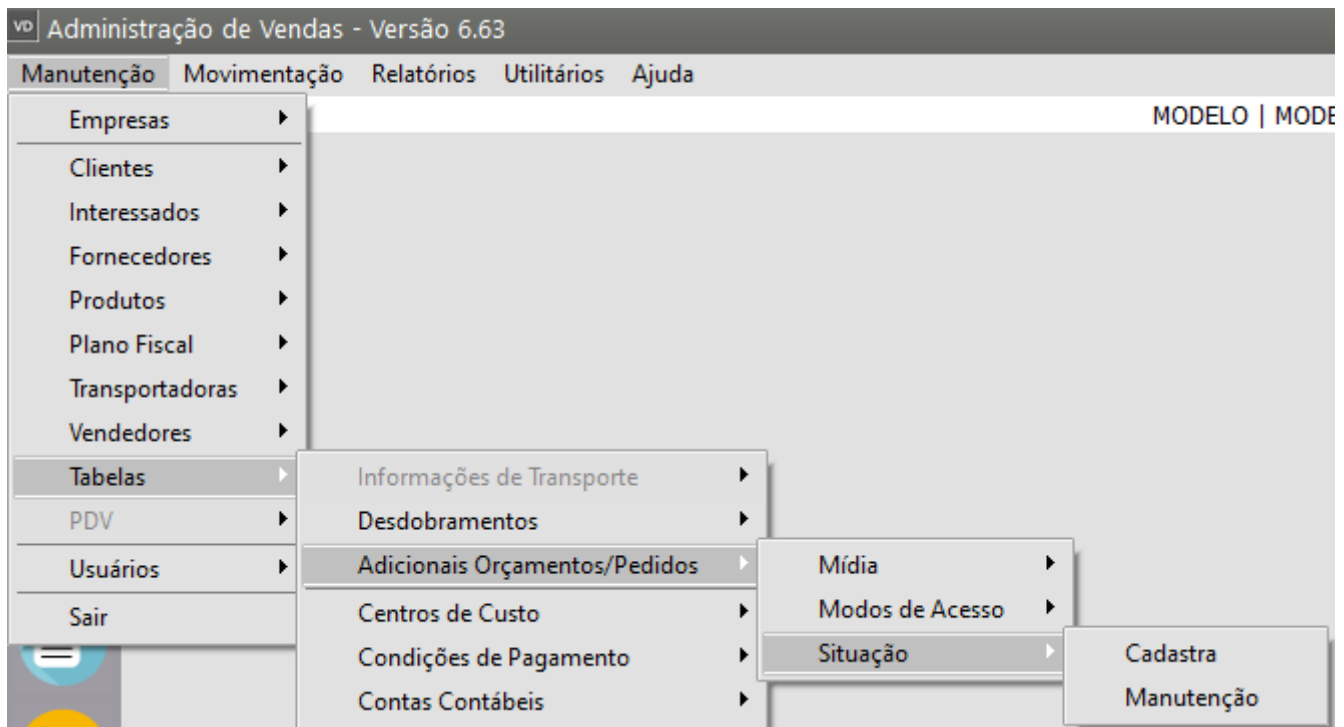 VD Administração de Vendas - Versão 6.63
Manutenção Movimentação Relatórios Utilitários Ajuda
MODELO | MODE
Empresas
Clientes
Interessados
Fornecedores
Produtos
Plano Fiscal
Transportadoras
Vendedores
Tabelas
PDV
Usuários
Sair
Informações de Transporte
Desdobramentos
Adicionais Orçamentos/Pedidos
Centros de Custo
Condições de Pagamento
Contas Contábeis
Mídia
Modos de Acesso
Situação
Cadastra
Manutenção